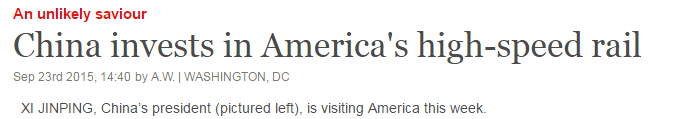 An unlikely saviour
China invests in America's high-speed rail
Sep 23rd 2015, 14:40 by A.W. | WASHINGTON, DC
XI JINPING, China's president (pictured left), is visiting America this week.